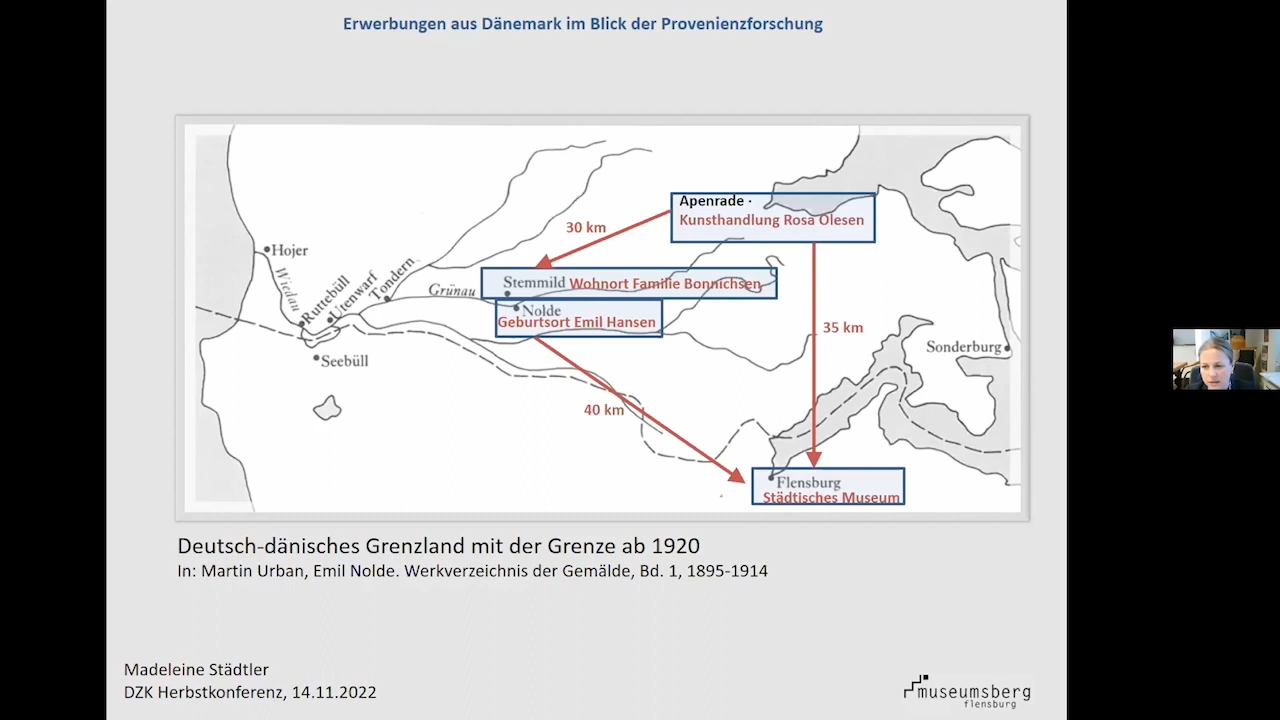 Erwerbungen aus Dänemark im Blick der Provenienzforschung
Apenrade ·
Kunsthandlung Rosa Olesen
30 km
Hojer
Wiedau
Ruttebüll
Utenwarf
Tondern
Grünau
Stemmild Wohnort Familie Bonnichsen
Nolde
Geburtsort Emil Hansen
35 km
Sonderburg
Seebüll
40 km
Flensburg
Städtisches Museum
Deutsch-dänisches Grenzland mit der Grenze ab 1920
In: Martin Urban, Emil Nolde. Werkverzeichnis der Gemälde, Bd. 1, 1895-1914
Madeleine Städtler
DZK Herbstkonferenz, 14.11.2022
museumsberg
flensburg